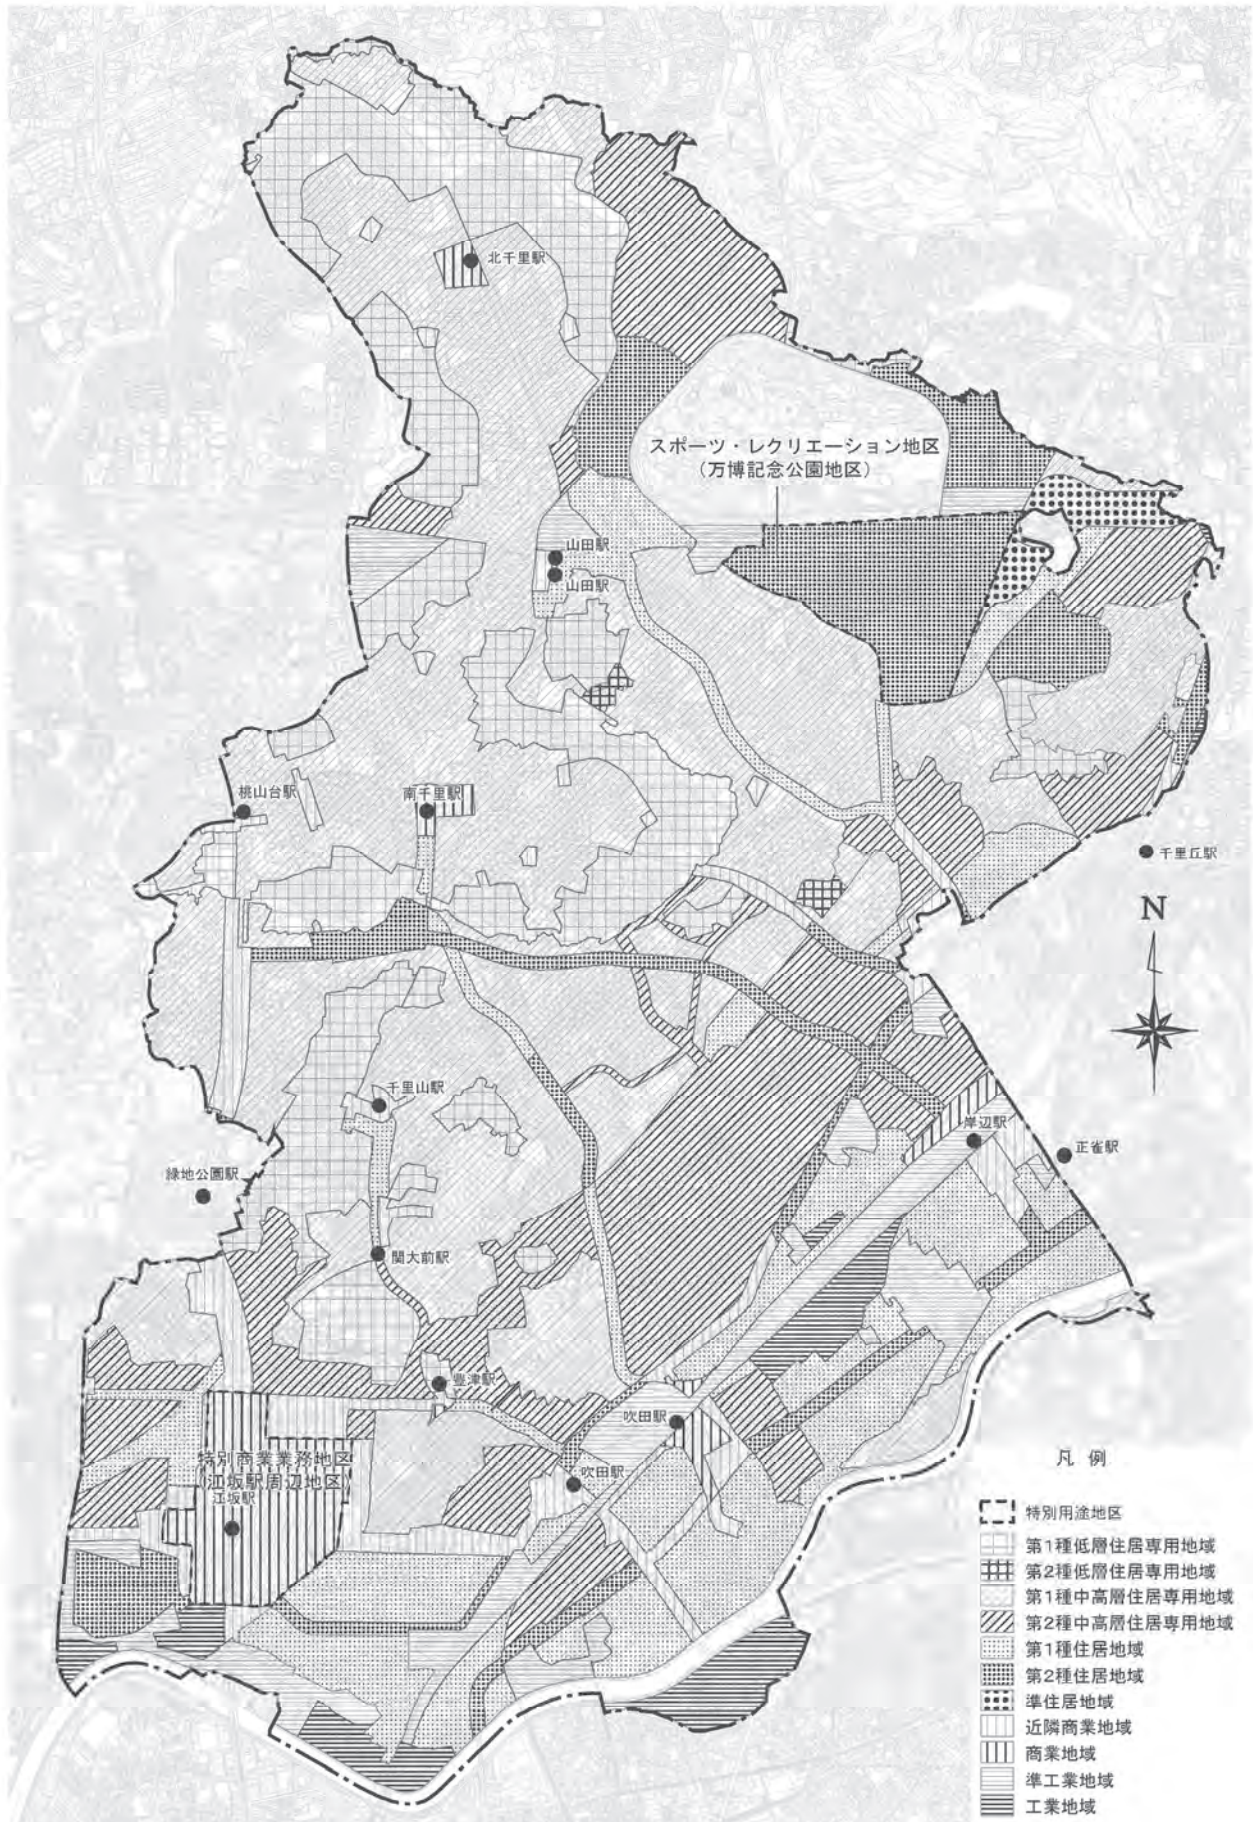 北千里駅
スポーツ・レクリエーション地区
(万博記念公園地区)
山田駅
山田駅
桃山台駅
南千里駅
千里丘駅
N
千里山駅
岸辺駅
正雀駅
緑地公園駅
関大前駅
豊津駅
吹田駅
特別商業業務地区
(江坂駅周辺地区)
江坂駅
吹田駅
凡例
特別用途地区
第1種低層住居専用地域
第2種低層住居専用地域
第1種中高層住居専用地域
第2種中高層住居専用地域
第1種住居地域
第2種住居地域
準住居地域
近隣商業地域
商業地域
準工業地域
工業地域